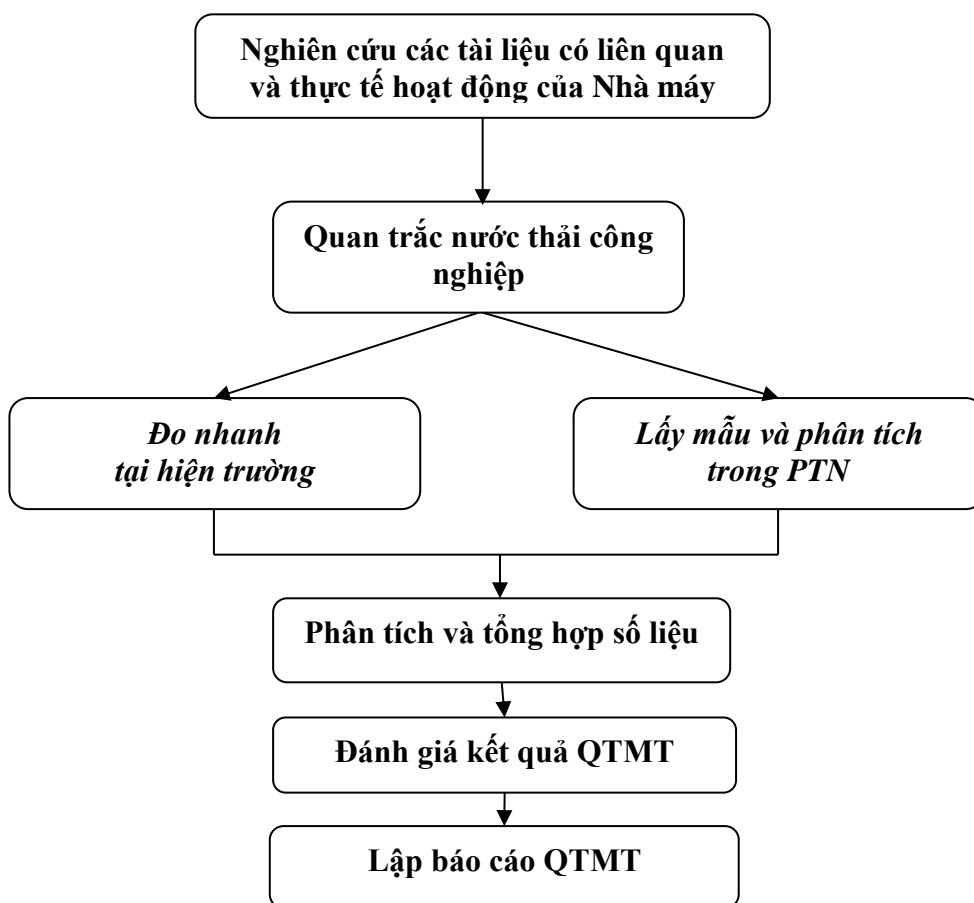 Nghiên cứu các tài liệu có liên quan
và thực tế hoạt động của Nhà máy
Quan trắc nước thải công
nghiệp
Đo nhanh
tại hiện trường
Lấy mẫu và phân tích
trong PTN
Phân tích và tổng hợp số liệu
Đánh giá kết quả QTMT
Lập báo cáo QTMT